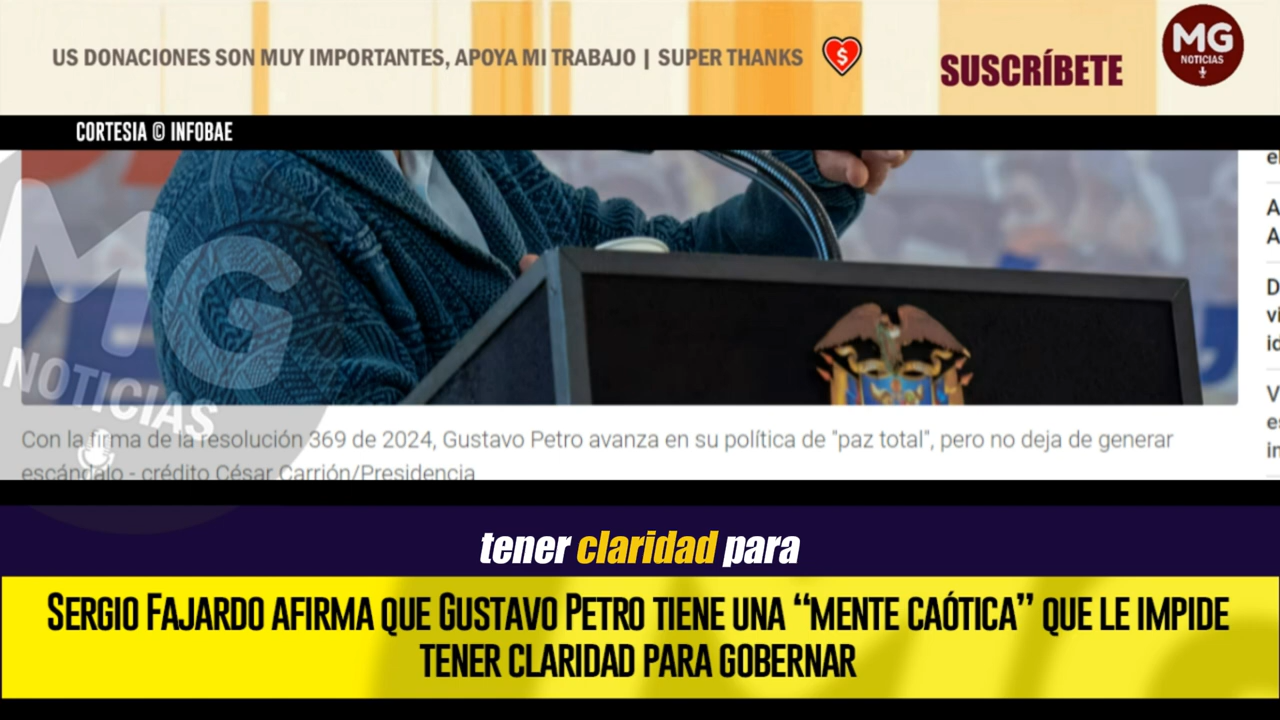 US DONACIONES SON MUY IMPORTANTES, APOYA MI TRABAJO | SUPER THANKS
$
SUSCRÍBETE
MG
NOTICIAS
CORTESIA © INFOBAE
MG
NOTICIAS
Con la firma de la resolución 369 de 2024, Gustavo Petro avanza en su política de "paz total", pero no deja de generar
escándalo - crédito César Carrión/Presidencia
tener claridad para
SERGIO FAJARDO AFIRMA QUE GUSTAVO PETRO TIENE UNA “MENTE CAÓTICA” QUE LE IMPIDE
TENER CLARIDAD PARA GOBERNAR